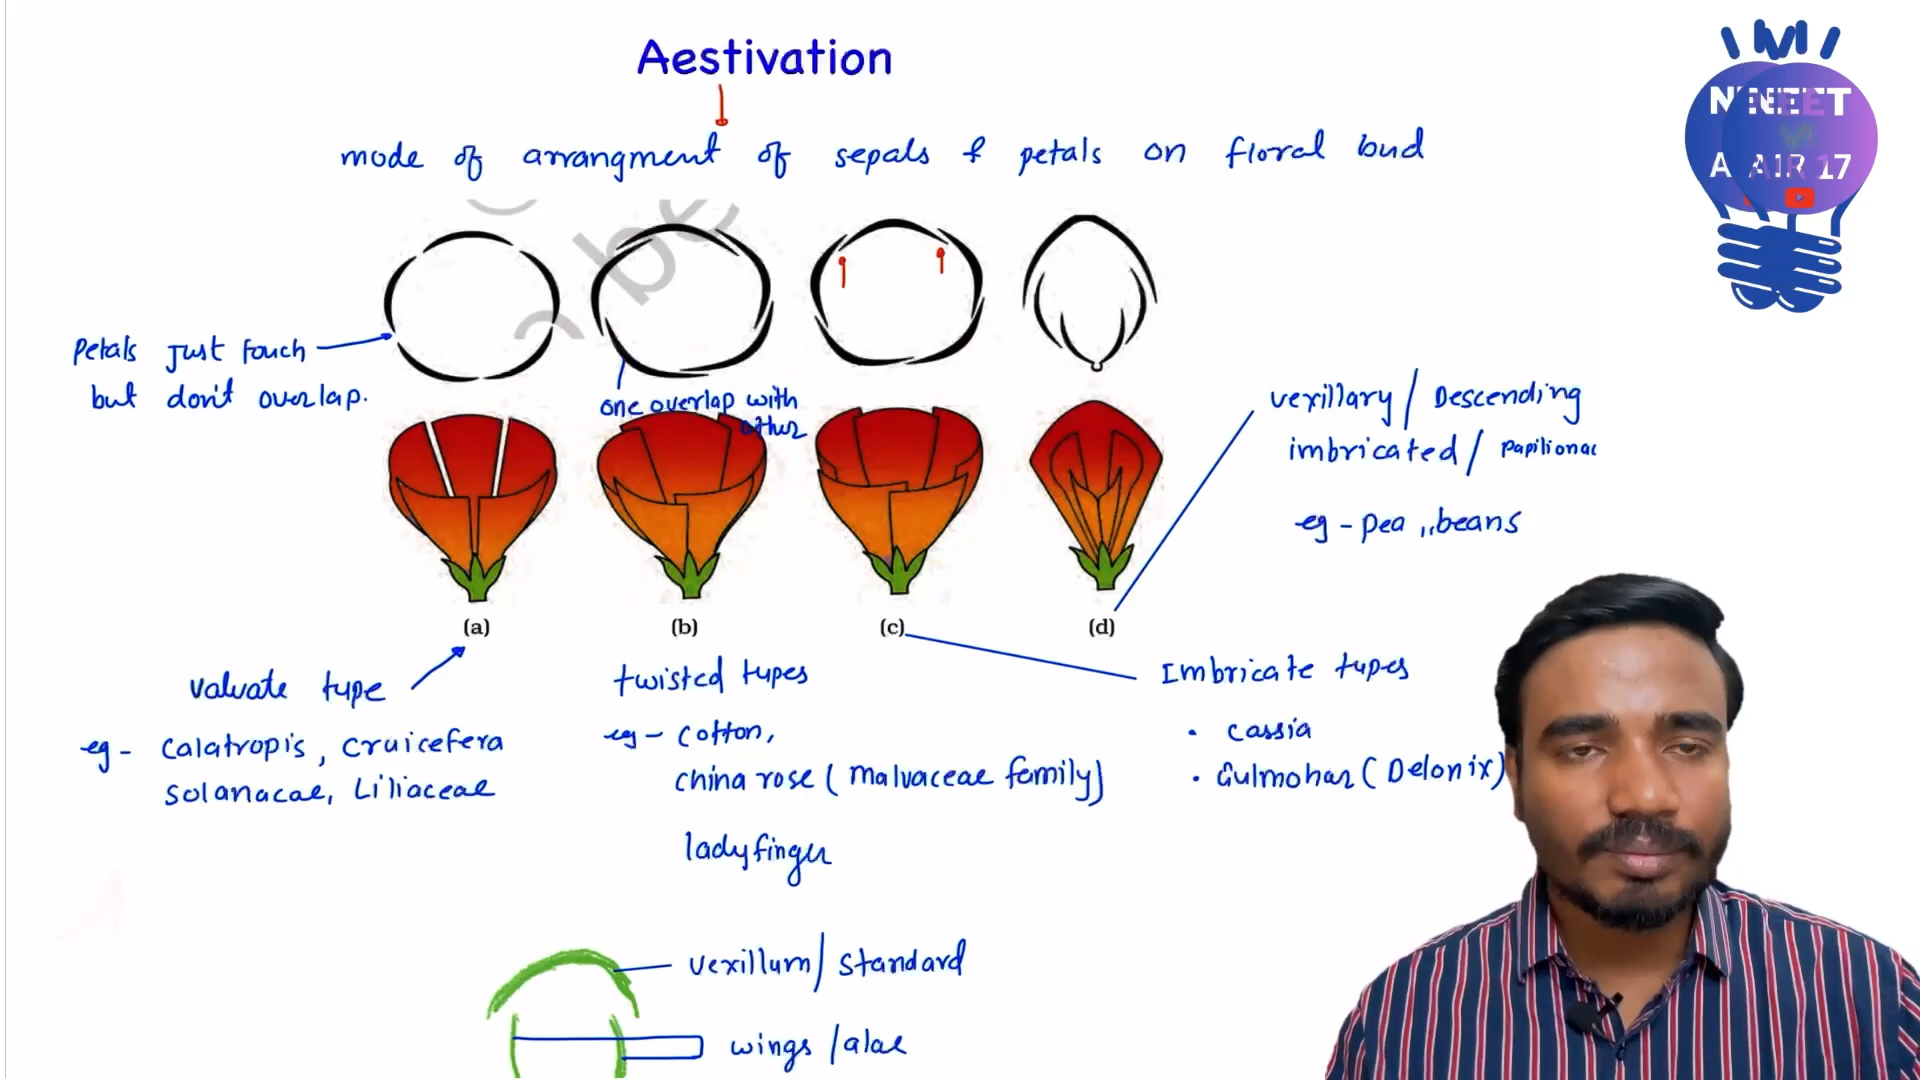 Aestivation
mode of arrangment of sepals & petals on floral bud
NENEET
A AIR 17
Petals Just touch
but don't overlap.
one overlap with
other
vexillary / Descending
imbricated / Papilionac
eg - pea ,,beans
(a)
(b)
(c)
(d)
Valvate type
eg - Calatropis, Cruicefera
Solanacae, Liliaceae
twisted types
eg - Cotton,
china rose ( Malvaceae family)
ladyfinger
Imbricate types
• Cassia
• Gulmohar ( Delonix)
Vexillum / Standard
wings / alae